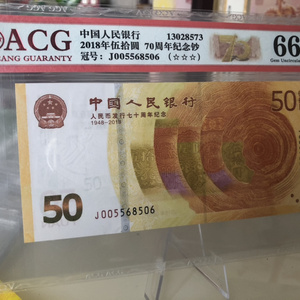 ACG
中国人民银行 13028573
2018年伍拾圆 70周年纪念钞
冠号: J005568506 (☆☆☆)
66
ANG GUARANTY
Gem Uncirculated
中国人民银行
人民币发行七十周年纪念
1948-2018
50
50
J005568506